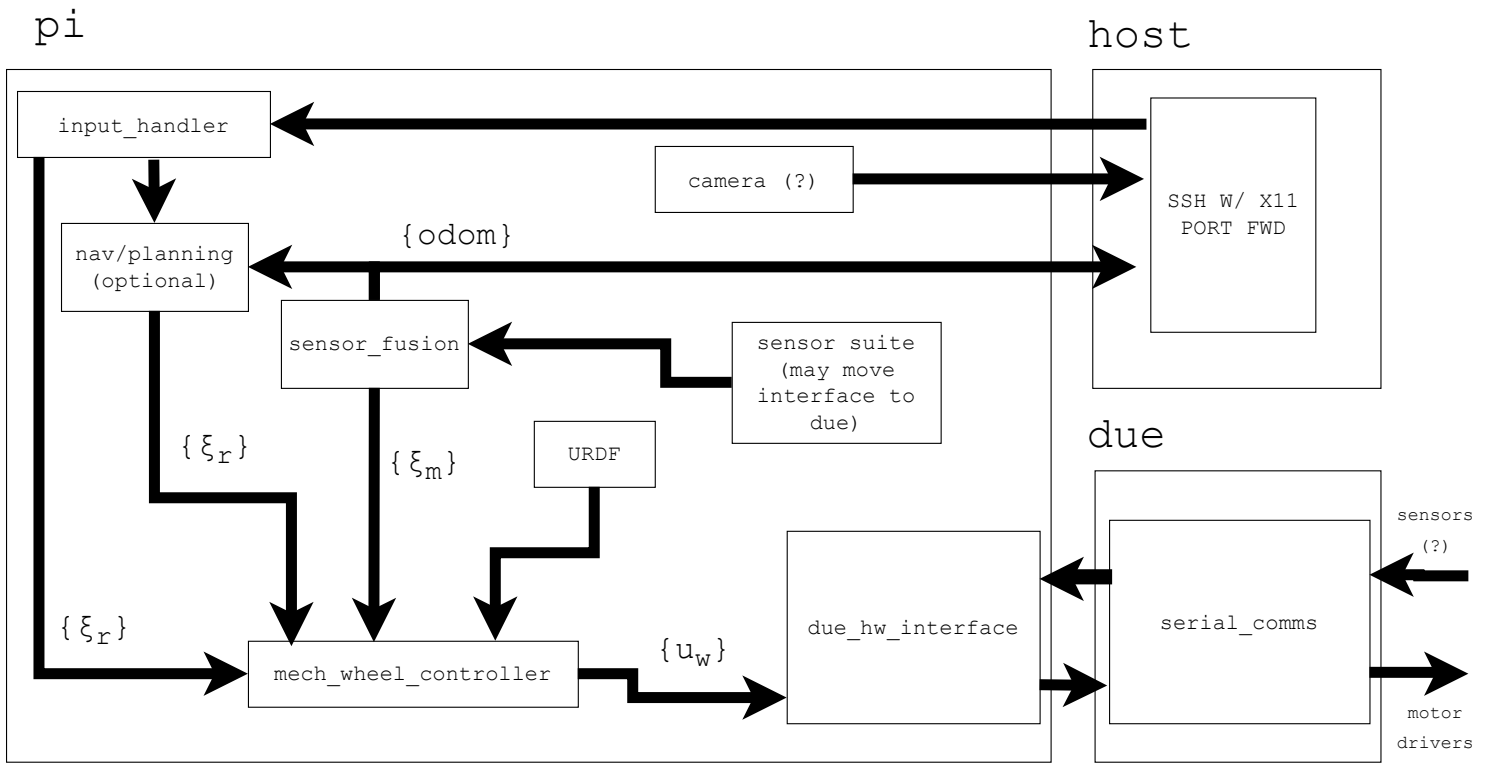 pi
host
input_handler
camera (?)
SSH W/ X11
PORT FWD
{odom}
nav/planning
(optional)
sensor_fusion
sensor suite
(may move
interface to
due)
due
{ξr}
{ξm}
URDF
sensors
(?)
{ξr}
{uw}
due_hw_interface
serial_comms
mech_wheel_controller
motor
drivers